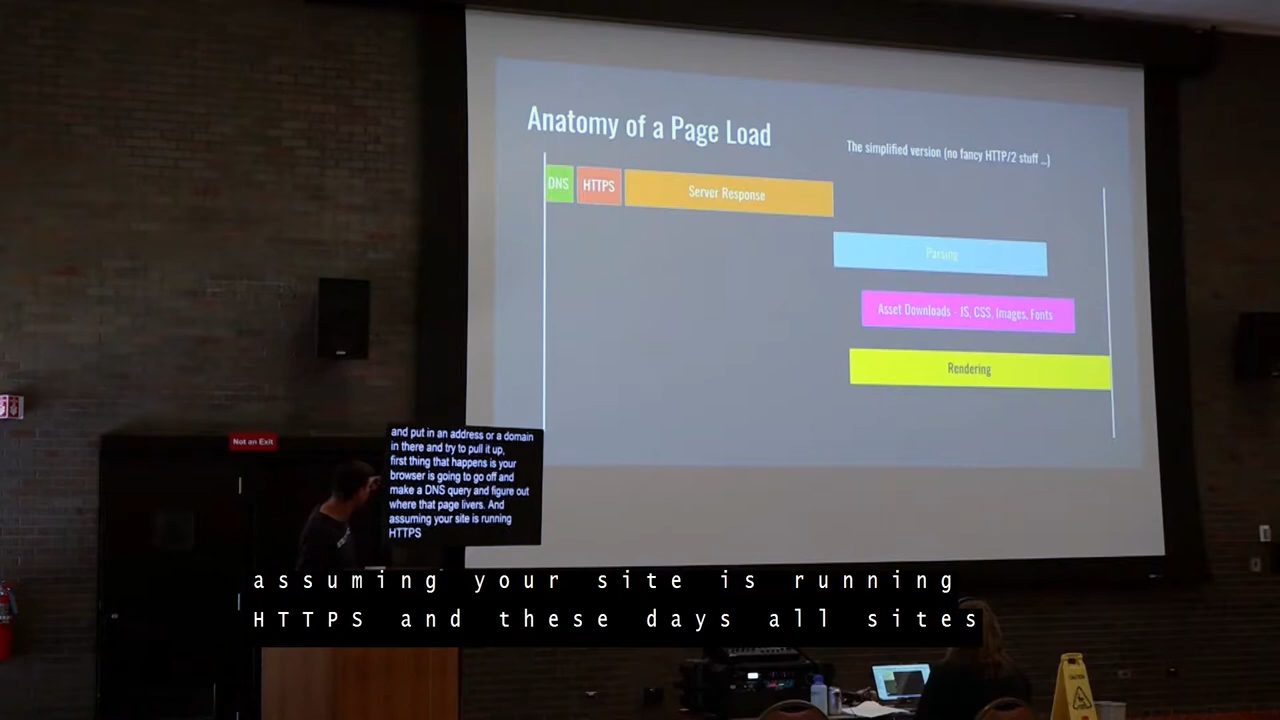 Anatomy of a Page Load
The simplified version (no fancy HTTP/2 stuff ...)
DNS
HTTPS
Server Response
Parsing
Asset Downloads - JS, CSS, Images, Fonts
Rendering
Not an Exit
and put in an address or a domain
in there and try to pull it up,
first thing that happens is your
browser is going to go off and
make a DNS query and figure out
where that page livers. And
assuming your site is running
HTTPS
assuming your site is running
HTTPS and these days all sites
CAUTION